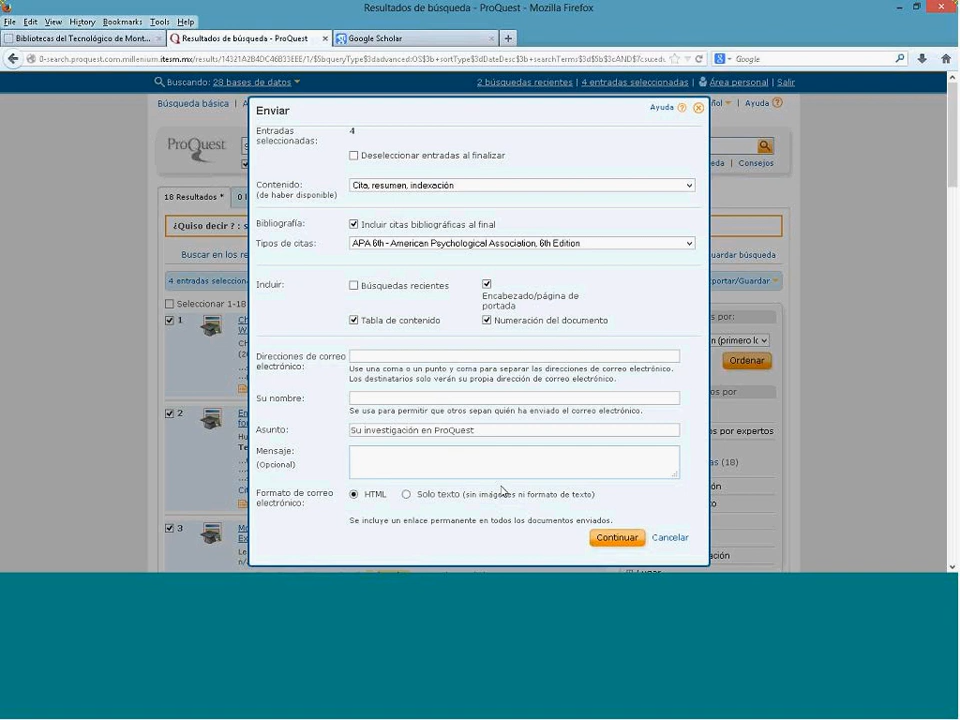 Resultados de búsqueda - ProQuest - Mozilla Firefox
File Edit View History Bookmarks Tools Help
Bibliotecas del Tecnológico de Mont... × Resultados de búsqueda - ProQuest × Google Scholar × +
Google
Buscando: 28 bases de datos 2 búsquedas recientes | 4 entradas seleccionadas | Área personal | Salir
Búsqueda básica | Ayuda
Enviar Ayuda
Entradas seleccionadas: 4
Deseleccionar entradas al finalizar
ProQuest Consejos
Contenido: Cita, resumen, indexación
(de haber disponible)
18 Resultados *
Bibliografía: Incluir citas bibliográficas al final
¿Quiso decir ? :
Tipos de citas: APA 6th - American Psychological Association, 6th Edition
Buscar en los uardar búsqueda
4 entradas portar/Guardar
Incluir: Búsquedas recientes Encabezado/página de portada
Seleccionar 1-18
Tabla de contenido Numeración del documento
1
(primero
Ordenar
Direcciones de correo electrónico:
Use una coma o un punto y coma para separar las direcciones de correo electrónico.
Los destinatarios solo verán su propia dirección de correo electrónico.
Su nombre:
Se usa para permitir que otros sepan quién ha enviado el correo electrónico.
2
Asunto: Su investigación en ProQuest
por expertos
Mensaje:
(Opcional)
(18)
Formato de correo electrónico: HTML Solo texto (sin imágenes ni formato de texto)
Se incluye un enlace permanente en todos los documentos enviados.
3
Continuar Cancelar